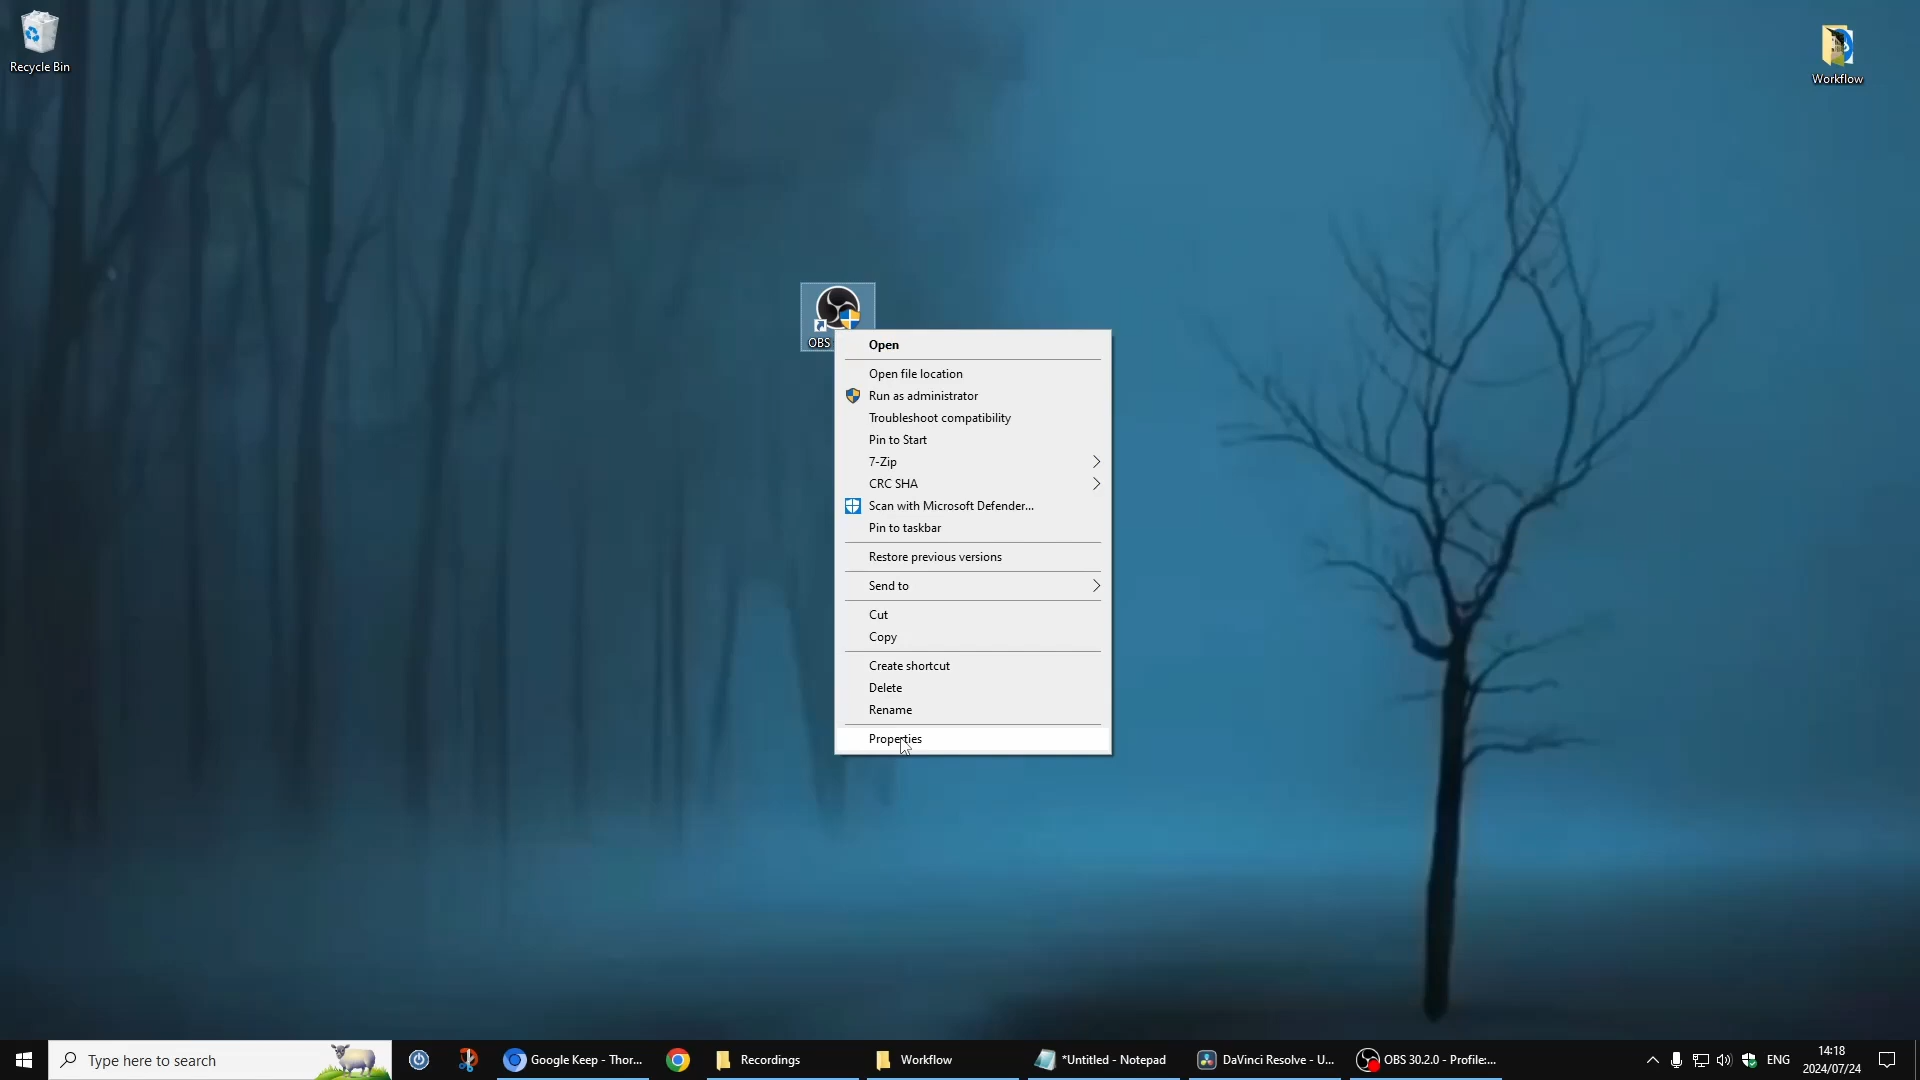 Recycle Bin
Workflow
OBS
Open
Open file location
Run as administrator
Troubleshoot compatibility
Pin to Start
7-Zip
CRC SHA
Scan with Microsoft Defender...
Pin to taskbar
Restore previous versions
Send to
Cut
Copy
Create shortcut
Delete
Rename
Properties
Type here to search
Google Keep - Thor...
Recordings
Workflow
*Untitled - Notepad
DaVinci Resolve - U...
OBS 30.2.0 - Profile:...
ENG
14:18
2024/07/24